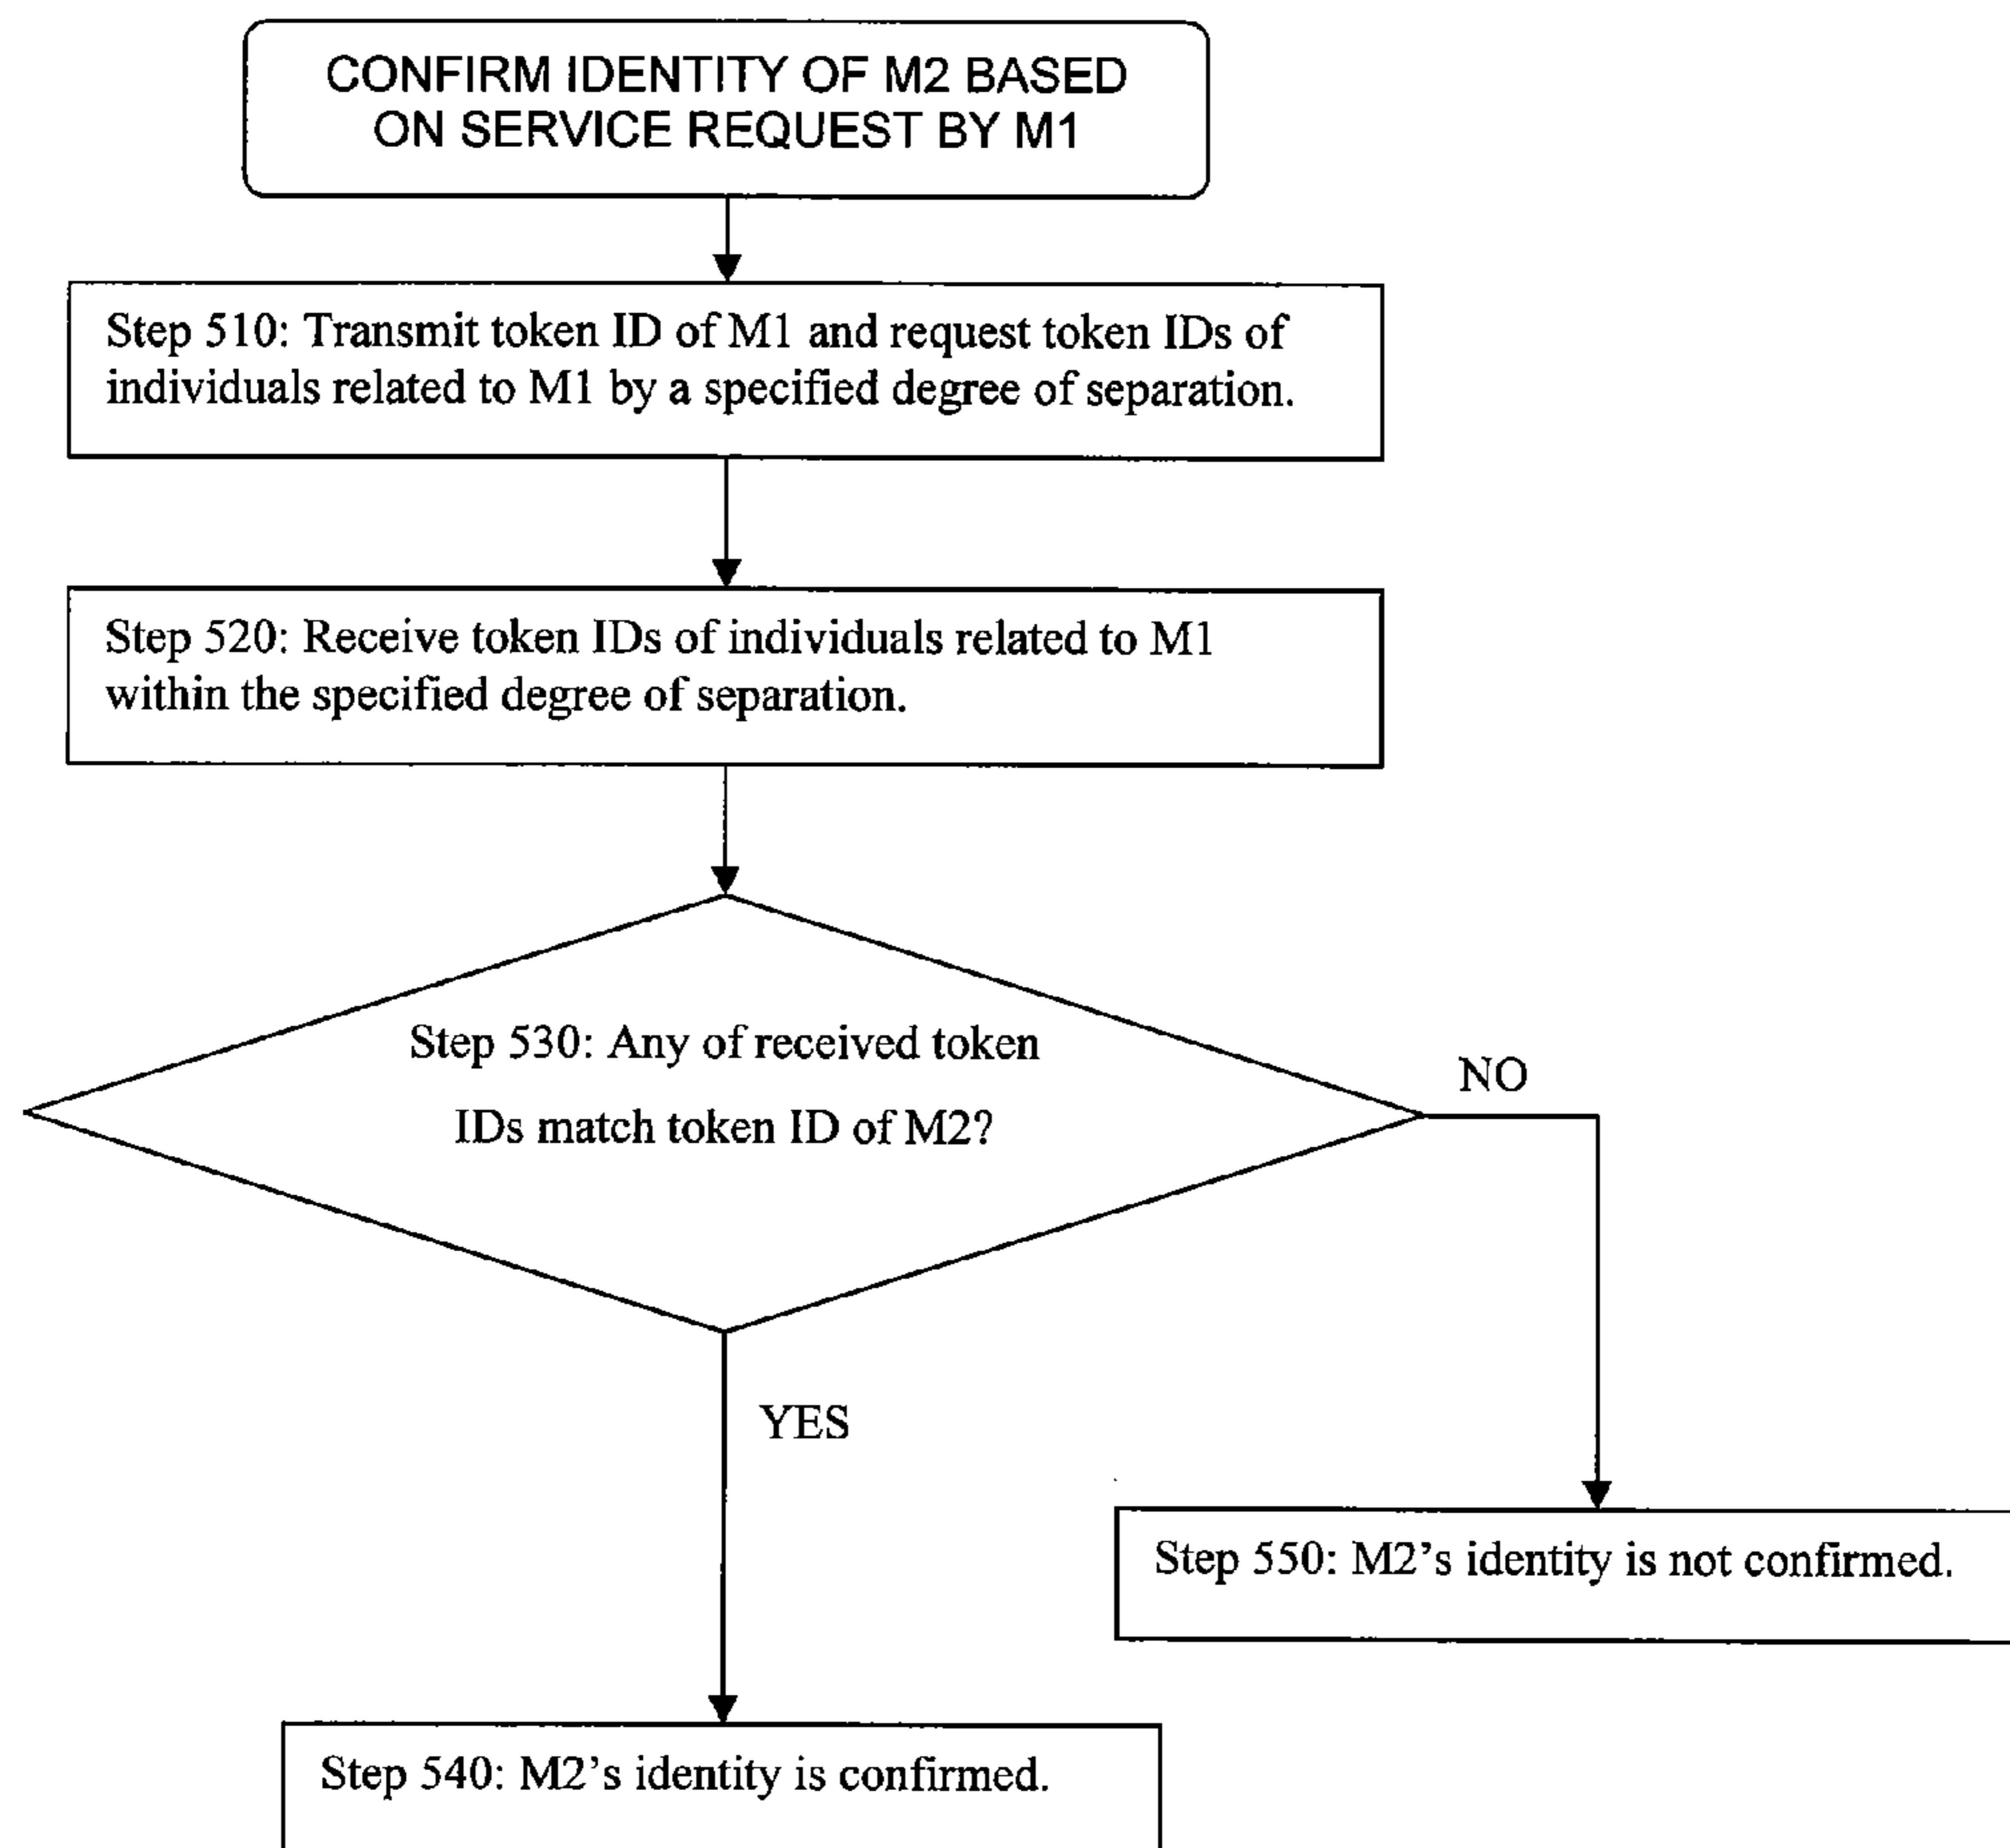 CONFIRM IDENTITY OF M2 BASED
ON SERVICE REQUEST BY M1
Step 510: Transmit token ID of M1 and request token IDs of
individuals related to M1 by a specified degree of separation.
Step 520: Receive token IDs of individuals related to M1
within the specified degree of separation.
Step 530: Any of received token
IDs match token ID of M2?
NO
YES
Step 550: M2’s identity is not confirmed.
Step 540: M2’s identity is confirmed.